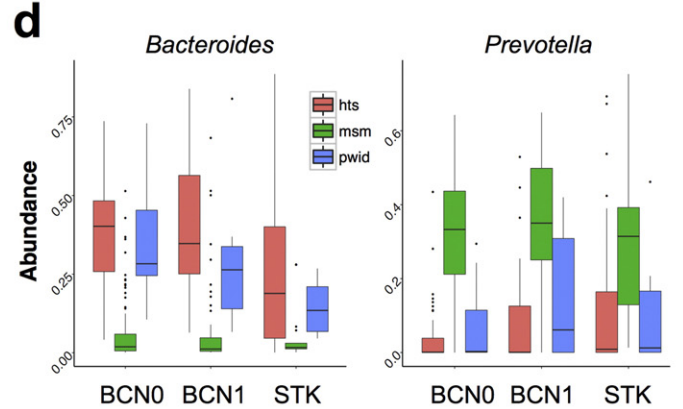 d
Bacteroides
Prevotella
Abundance
0.75
0.50
0.25
0.00
hts
msm
pwid
0.6
0.4
0.2
0.0
BCN0 BCN1 STK
BCN0 BCN1 STK